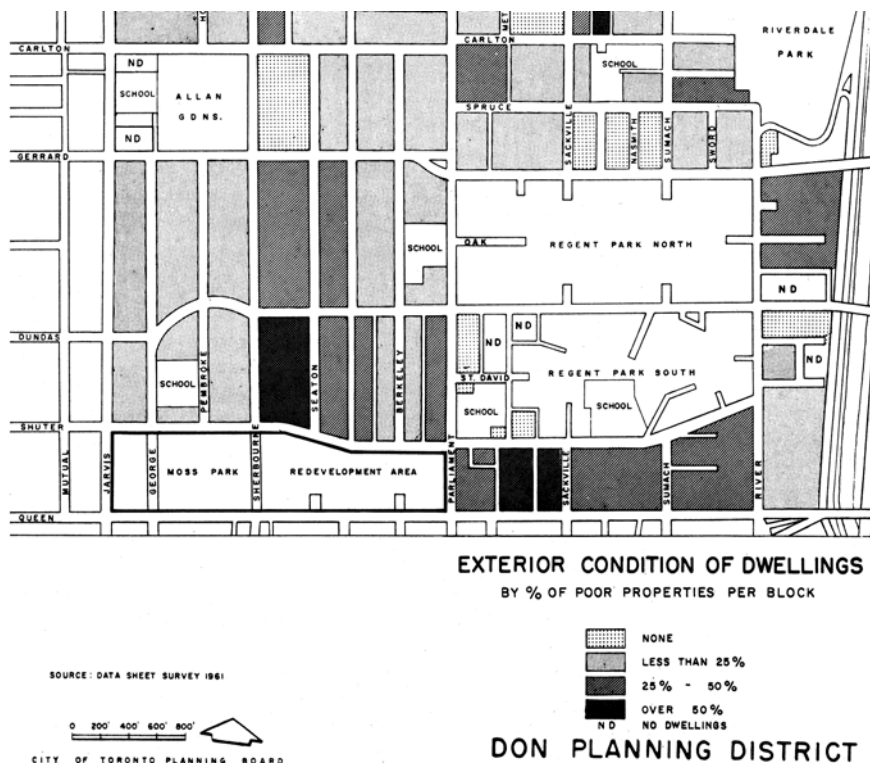 HO
MET
CARLTON
CARLTON
RIVERDALE
PARK
ND
SCHOOL
ALLAN
GDNS.
ND
SCHOOL
SPRUCE
SACKVILLE
NASMITH
SUMACH
SWORD
GERRARD
SCHOOL
OAK
REGENT PARK NORTH
ND
DUNDAS
ND
ND
ND
ST. DAVID
REGENT PARK SOUTH
SCHOOL
PEMBROKE
SEATON
BERKELEY
SCHOOL
SCHOOL
SHUTER
MUTUAL
JARVIS
GEORGE
MOSS PARK
SHERBOURNE
REDEVELOPMENT AREA
PARLIAMENT
SACKVILLE
SUMACH
RIVER
QUEEN
EXTERIOR CONDITION OF DWELLINGS
BY % OF POOR PROPERTIES PER BLOCK
NONE
LESS THAN 25%
25% - 50%
OVER 50%
ND NO DWELLINGS
SOURCE: DATA SHEET SURVEY 1961
0 200' 400' 600' 800'
CITY OF TORONTO PLANNING BOARD
DON PLANNING DISTRICT